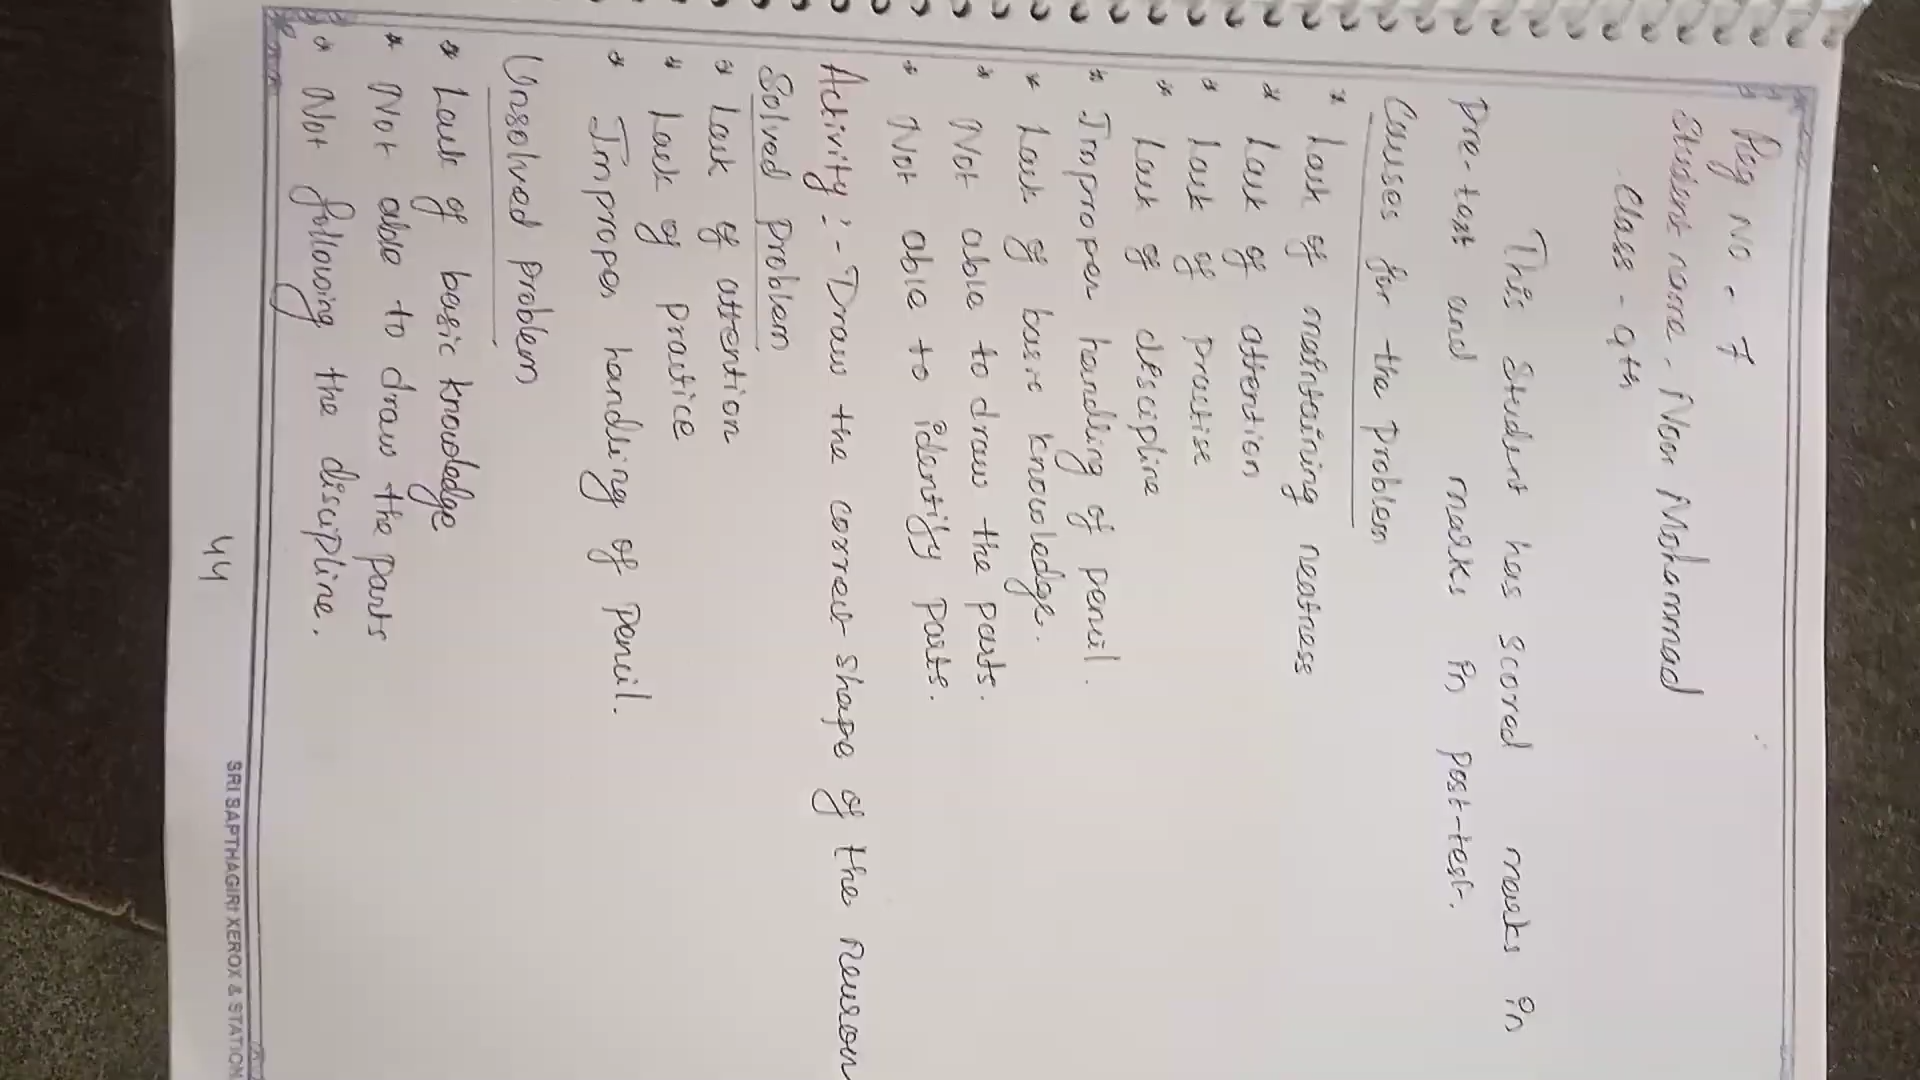 Reg No - 7
Student name - Noor Mohammad
Class - 9th
This Student has scored marks in
Pre-test and marks in post-test.
Causes for the problem
* Lack of maintaining neatness
* Lack of attention
* Lack of practise
* Lack of discipline
* Improper handling of pencil.
* Lack of basic knowledge.
* Not able to draw the parts.
* Not able to identify parts.
Activity :- Draw the correct shape of the neuron
Solved problem
* Lack of attention
* Lack of practice
* Improper handling of pencil.
Unsolved problem
* Lack of basic knowledge
* Not able to draw the parts
* Not following the discipline.
44
SRI SAPTHAGIRI XEROX & STATION